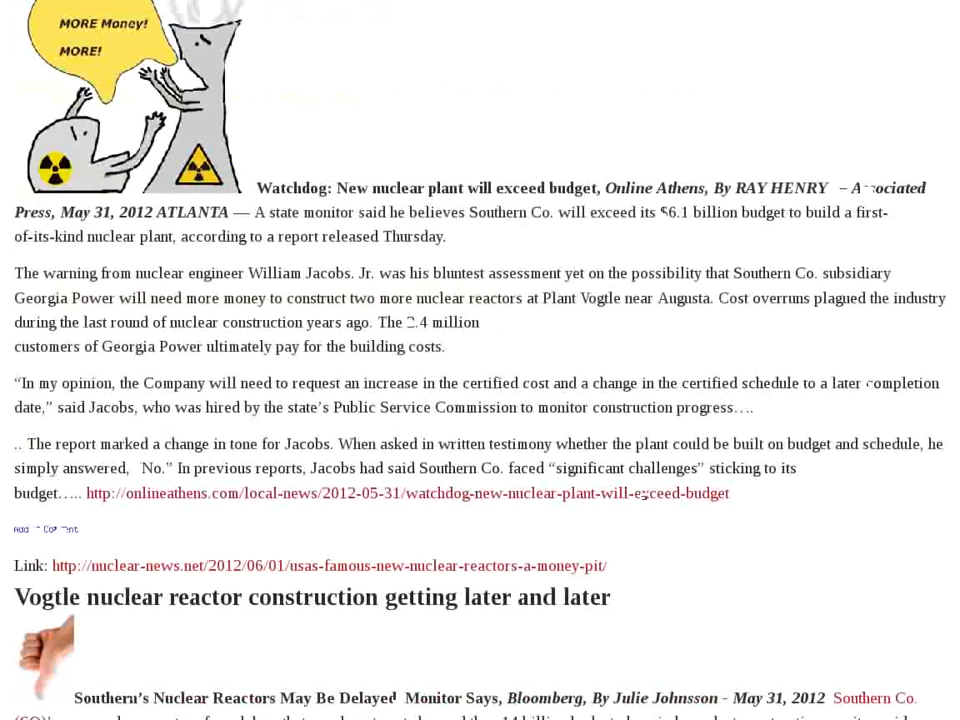 MORE Money!
MORE!
Watchdog: New nuclear plant will exceed budget, Online Athens, By RAY HENRY –
Press, May 31, 2012 ATLANTA — A state monitor said he believes Southern Co. will exceed its $6.1 billion budget to build a first-
of-its-kind nuclear plant, according to a report released Thursday.
The warning from nuclear engineer William Jacobs. Jr. was his bluntest assessment yet on the possibility that Southern Co. subsidiary
Georgia Power will need more money to construct two more nuclear reactors at Plant Vogtle near Augusta. Cost overruns plagued the industry
during the last round of nuclear construction years ago. The 2.4 million
customers of Georgia Power ultimately pay for the building costs.
“In my opinion, the Company will need to request an increase in the certified cost and a change in the certified schedule to a later completion
date,” said Jacobs, who was hired by the state’s Public Service Commission to monitor construction progress….
.. The report marked a change in tone for Jacobs. When asked in written testimony whether the plant could be built on budget and schedule, he
simply answered, No.” In previous reports, Jacobs had said Southern Co. faced “significant challenges” sticking to its
budget….. http://onlineathens.com/local-news/2012-05-31/watchdog-new-nuclear-plant-will-exceed-budget
Link: http://nuclear-news.net/2012/06/01/usas-famous-new-nuclear-reactors-a-money-pit/
Vogtle nuclear reactor construction getting later and later
Southern’s Nuclear Reactors May Be Delayed Monitor Says, Bloomberg, By Julie Johnsson - May 31, 2012 Southern Co.